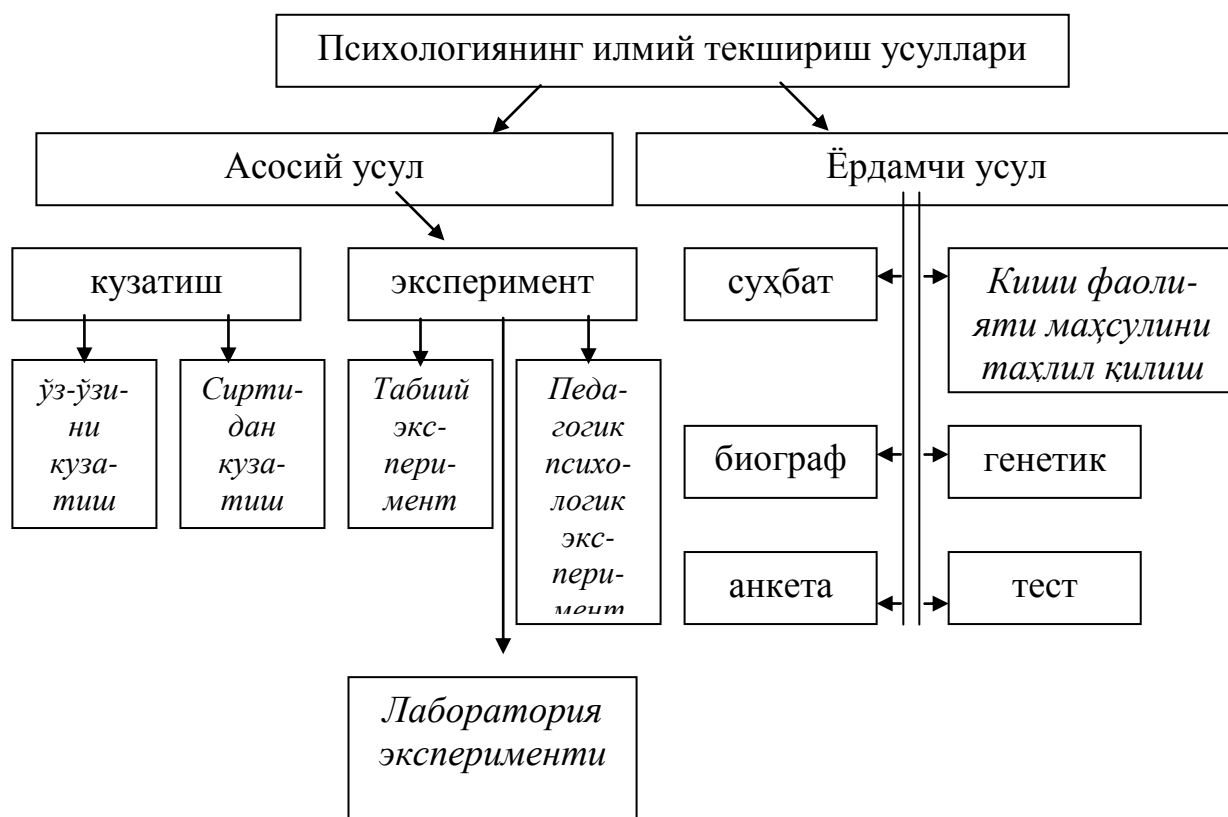 Психологиянинг илмий текшириш усуллари
Асосий усул
Ёрдамчи усул
кузатиш
эксперимент
суҳбат
Киши фаоли-
яти маҳсулини
таҳлил қилиш
ўз-ўзи-
ни
куза-
тиш
Сирти-
дан
куза-
тиш
Табиий
экс-
пери-
мент
Педа-
гогик
психо-
логик
экс-
пери-
мент
биограф
генетик
анкета
тест
Лаборатория
эксперименти